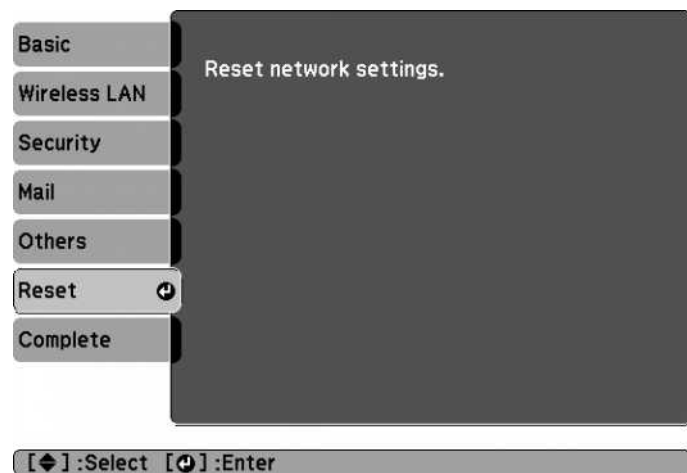 Basic
Wireless LAN
Security
Mail
Others
Reset
Complete
Reset network settings.
[◆] :Select [↵] :Enter